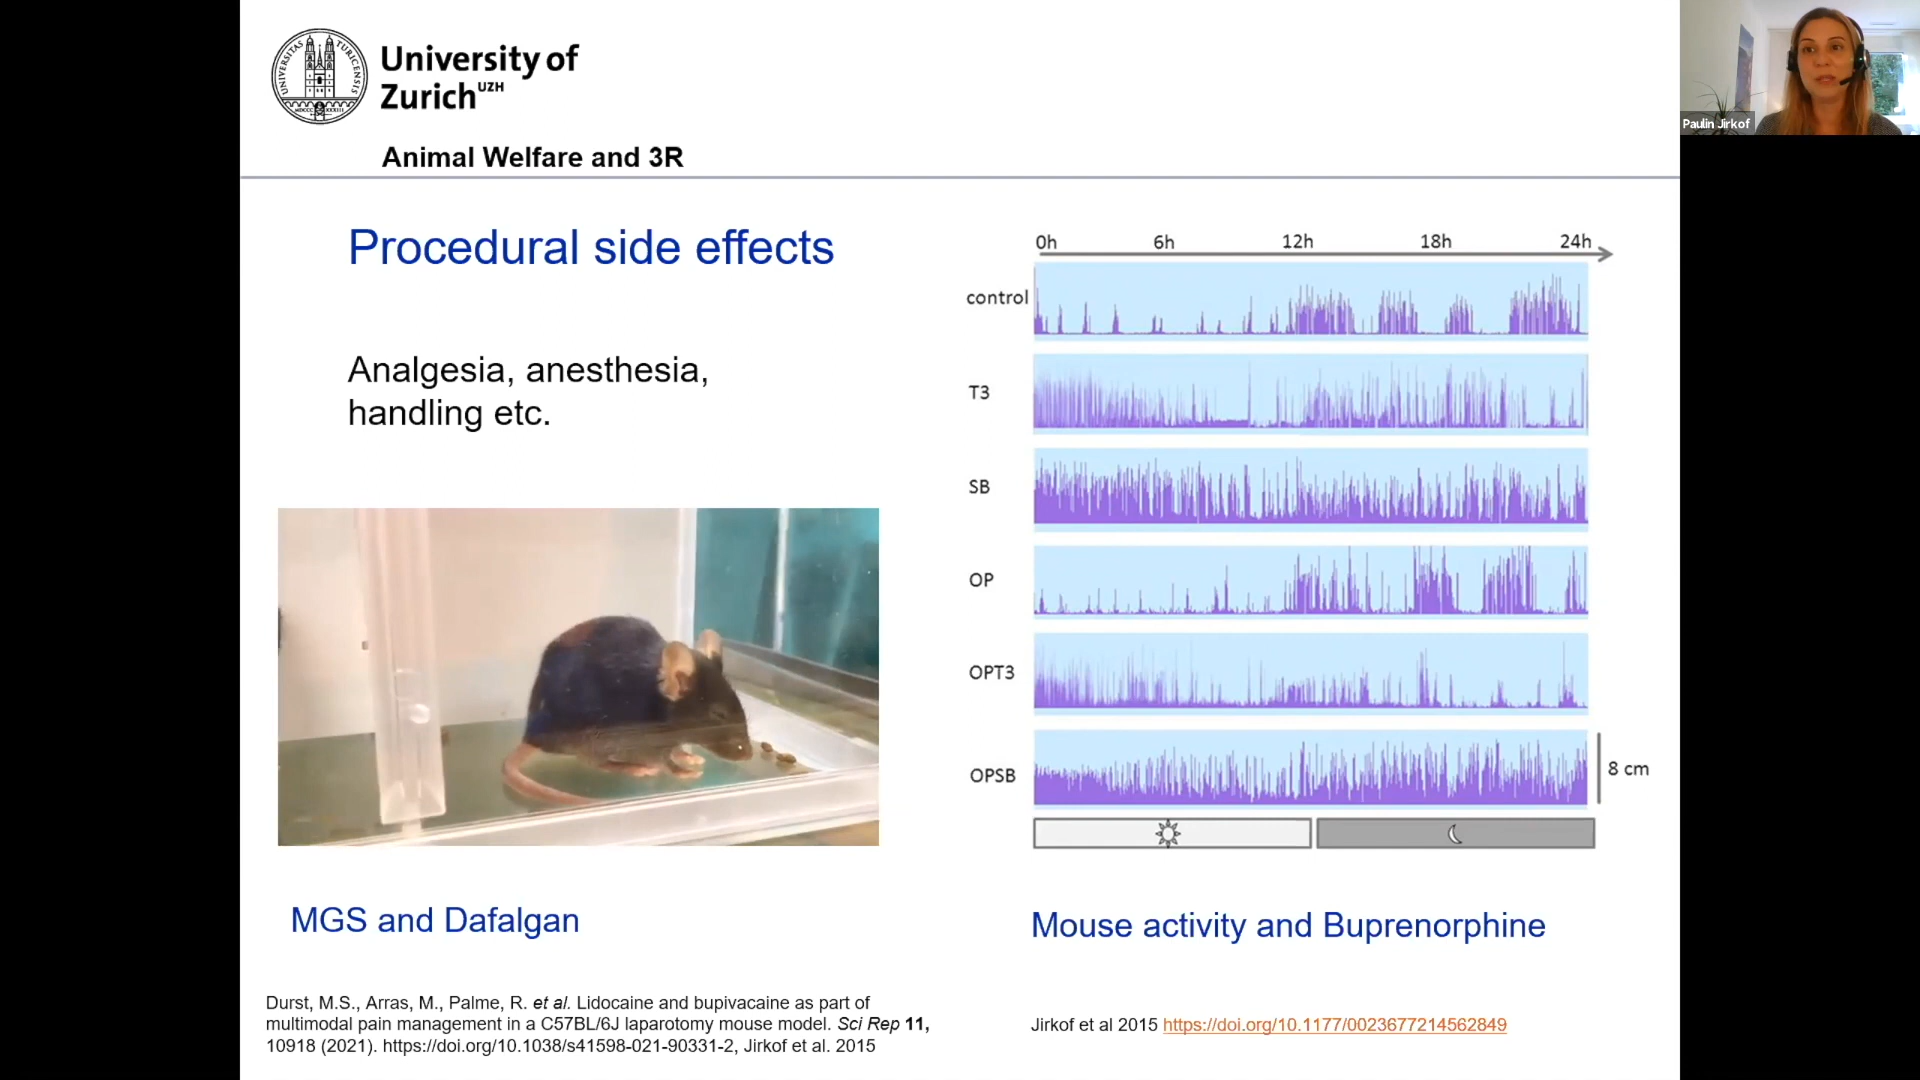 University of
Zurich UZH
UNIVERSITAS TURICENSIS
MDCCC XXXIII
Paulin Jirkof
Animal Welfare and 3R
Procedural side effects
Analgesia, anesthesia,
handling etc.
0h 6h 12h 18h 24h
control
T3
SB
OP
OPT3
OPSB
8 cm
MGS and Dafalgan
Mouse activity and Buprenorphine
Durst, M.S., Arras, M., Palme, R. et al. Lidocaine and bupivacaine as part of
multimodal pain management in a C57BL/6J laparotomy mouse model. Sci Rep 11,
10918 (2021). https://doi.org/10.1038/s41598-021-90331-2, Jirkof et al. 2015
Jirkof et al 2015 https://doi.org/10.1177/0023677214562849